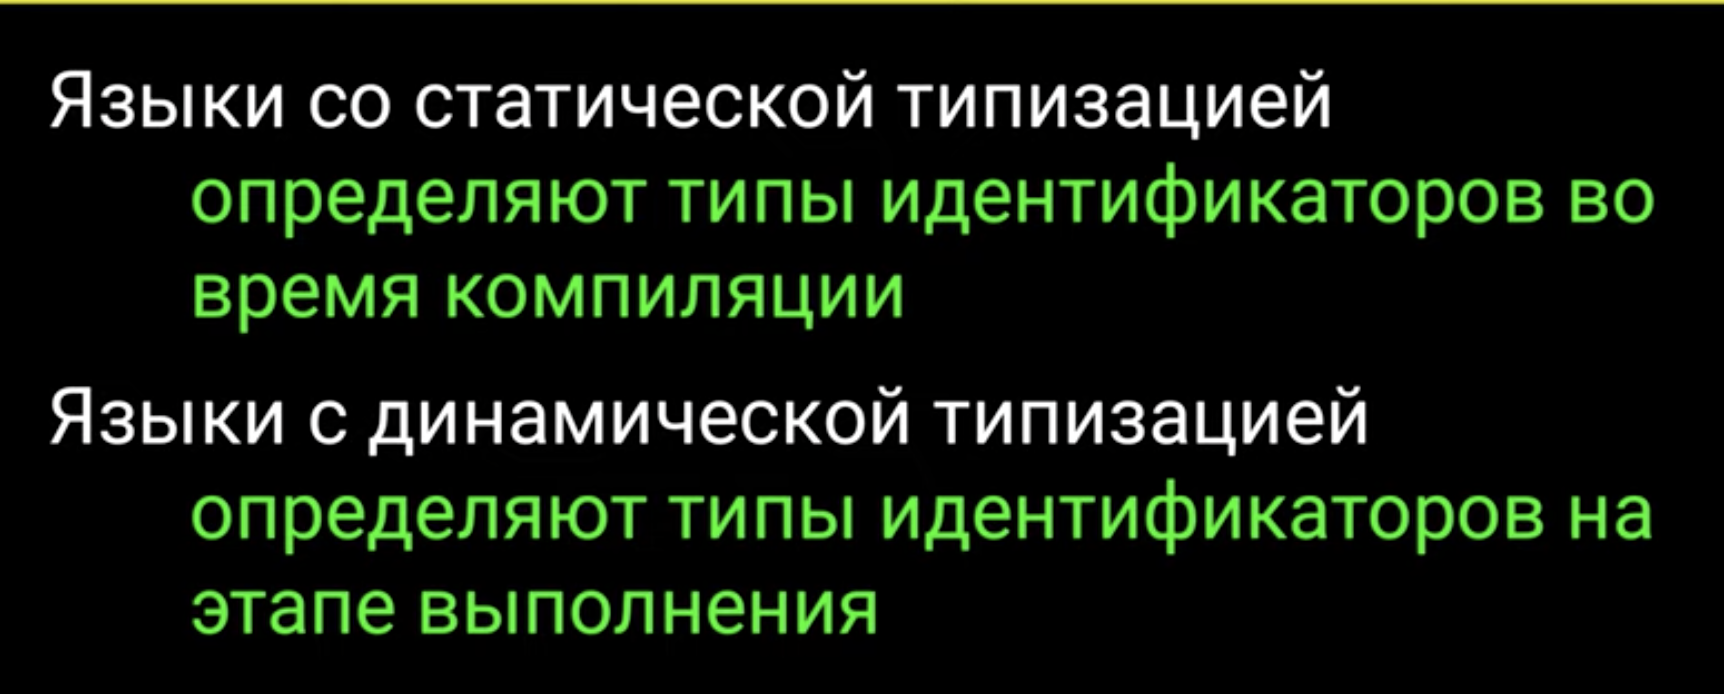 Языки со статической типизацией
определяют типы идентификаторов во
время компиляции
Языки с динамической типизацией
определяют типы идентификаторов на
этапе выполнения